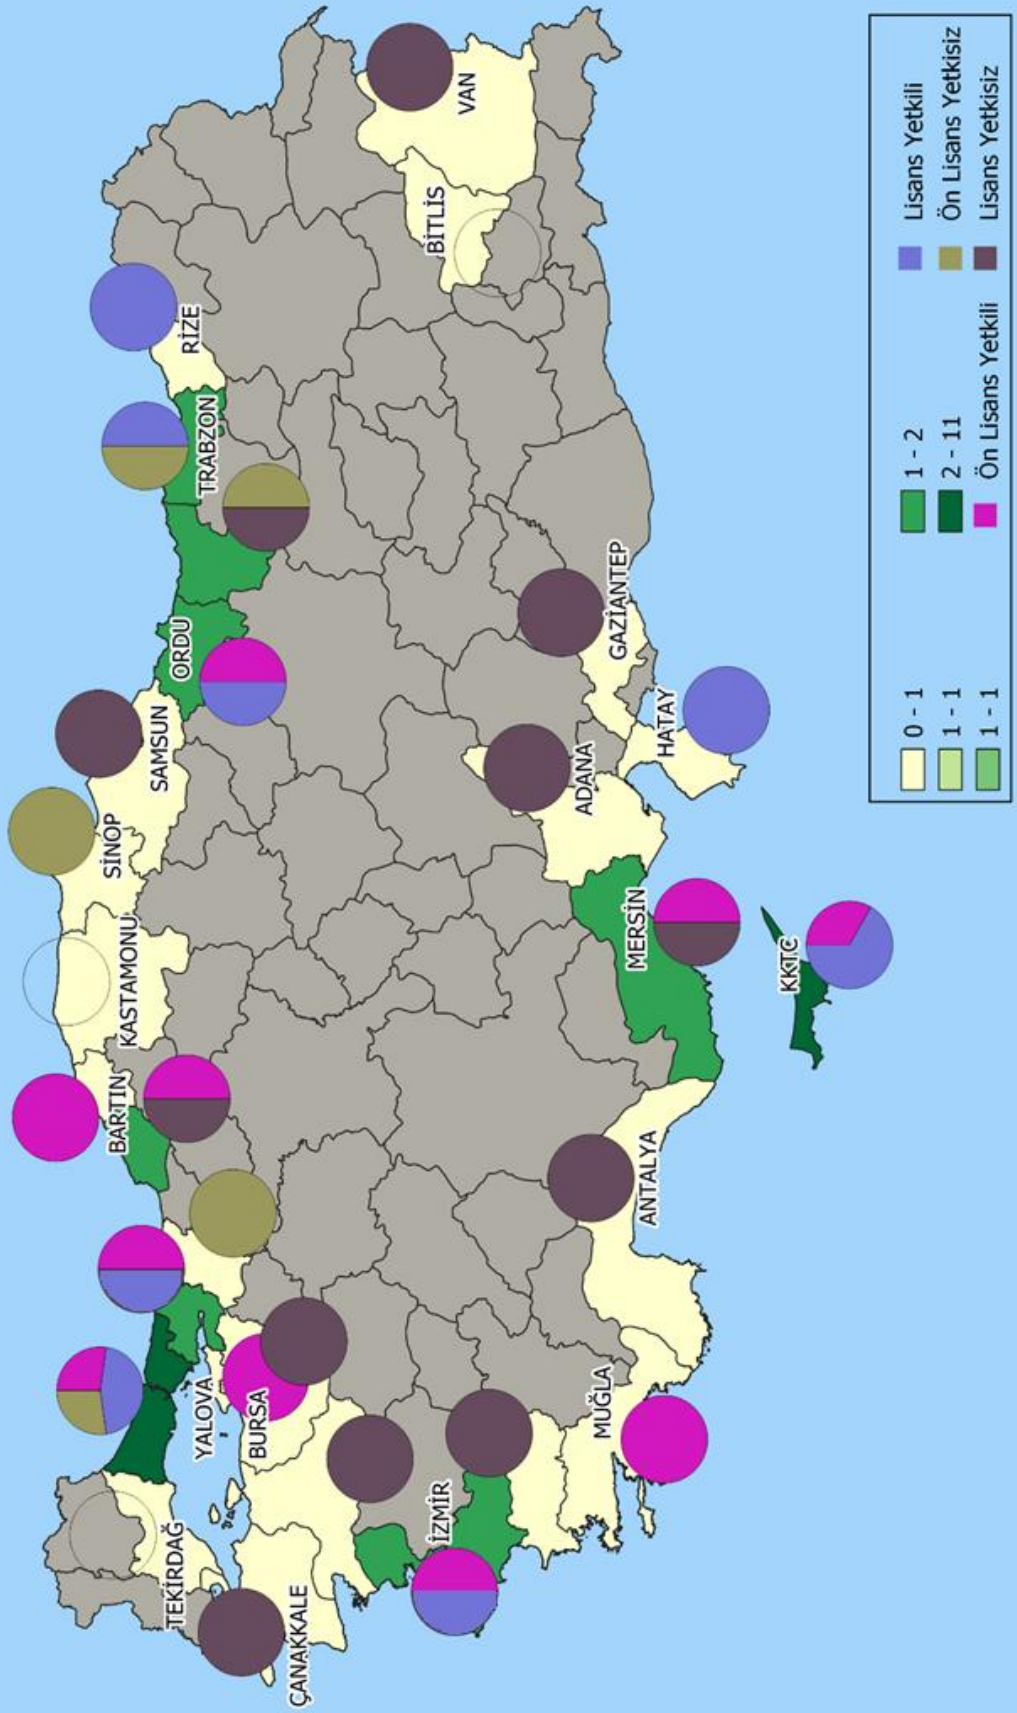 ÇANAKKALE
TEKİRDAĞ
İZMİR
BURSA
YALOVA
MUĞLA
ANTALYA
BARTIN
KASTAMONU
SİNOP
SAMSUN
ORDU
TRABZON
RİZE
MERSİN
KKTC
ADANA
HATAY
GAZİANTEP
BİTLİS
VAN
0 - 1
1 - 1
1 - 1
1 - 2
2 - 11
Ön Lisans Yetkili
Lisans Yetkili
Ön Lisans Yetkisiz
Lisans Yetkisiz